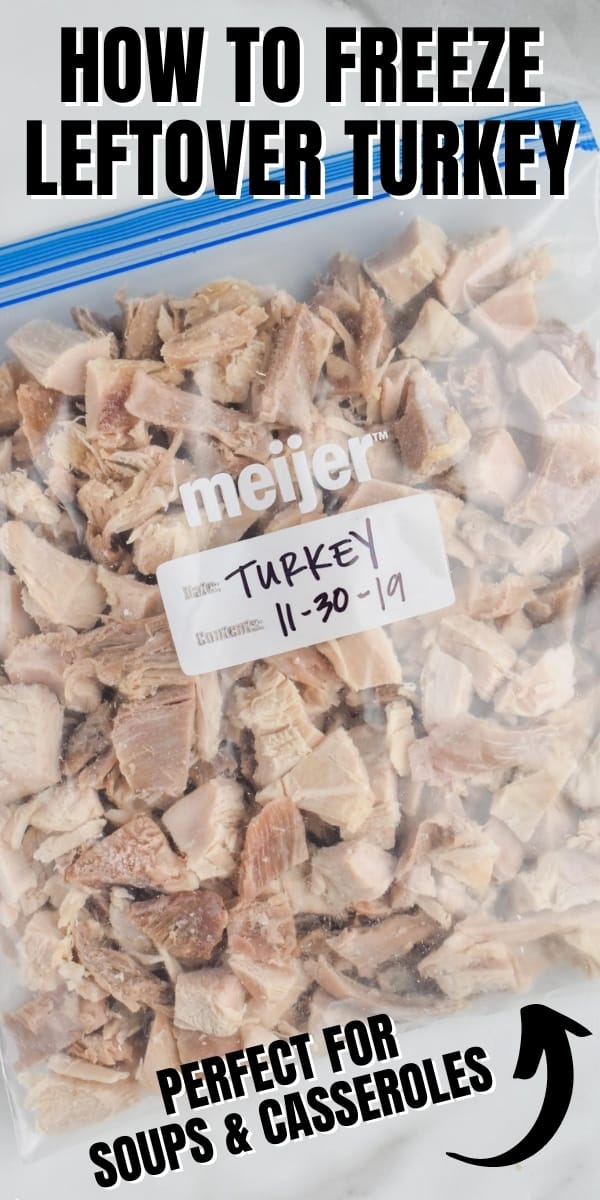 HOW TO FREEZE
LEFTOVER TURKEY
meijer™
Date: TURKEY
Contents: 11-30-19
PERFECT FOR
SOUPS & CASSEROLES